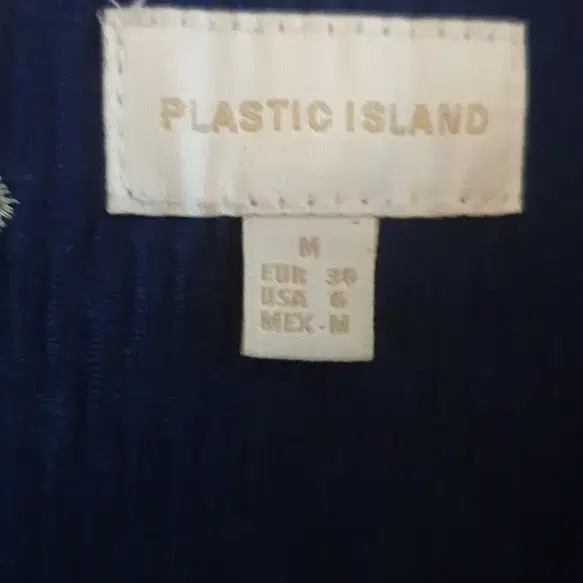 PLASTIC ISLAND
M
EUR 36
USA 6
MEX M